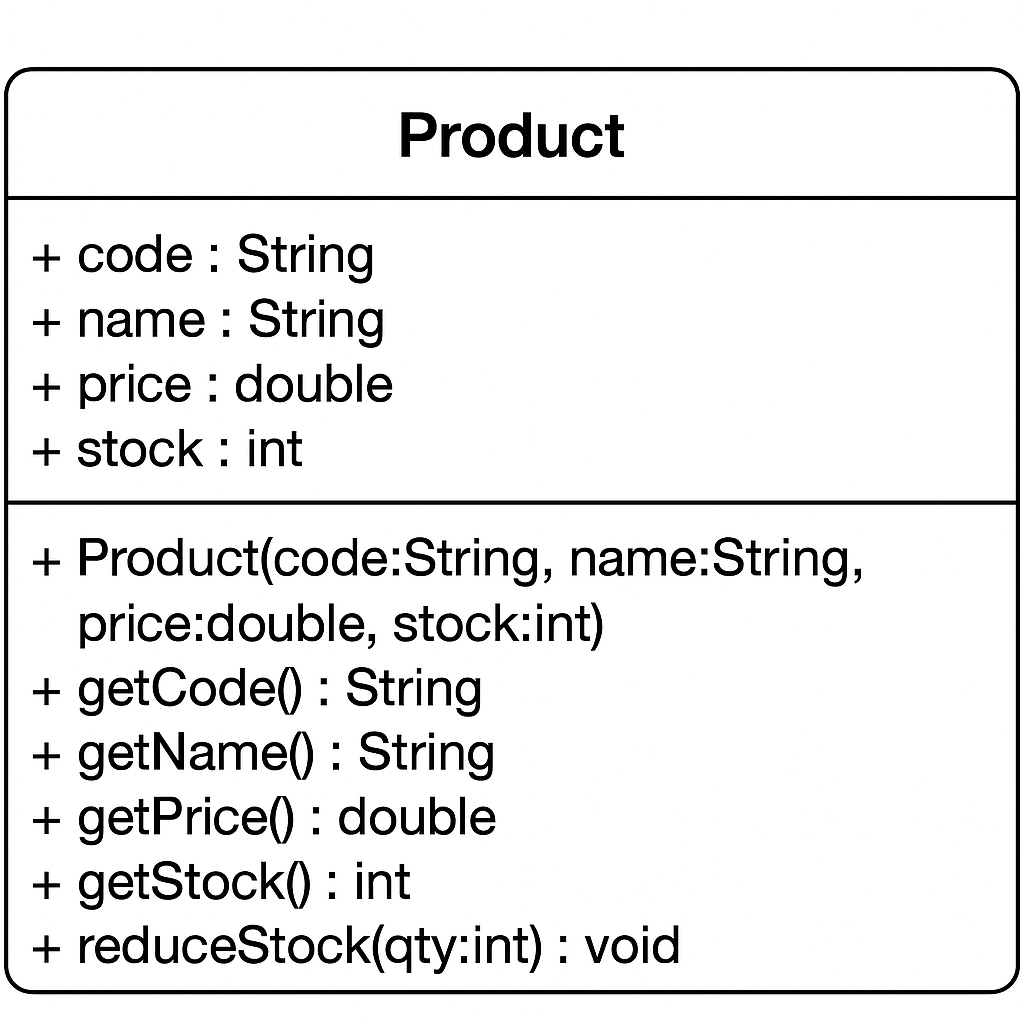 Product
+ code : String
+ name : String
+ price : double
+ stock : int
+ Product(code:String, name:String,
price:double, stock:int)
+ getCode() : String
+ getName() : String
+ getPrice() : double
+ getStock() : int
+ reduceStock(qty:int) : void